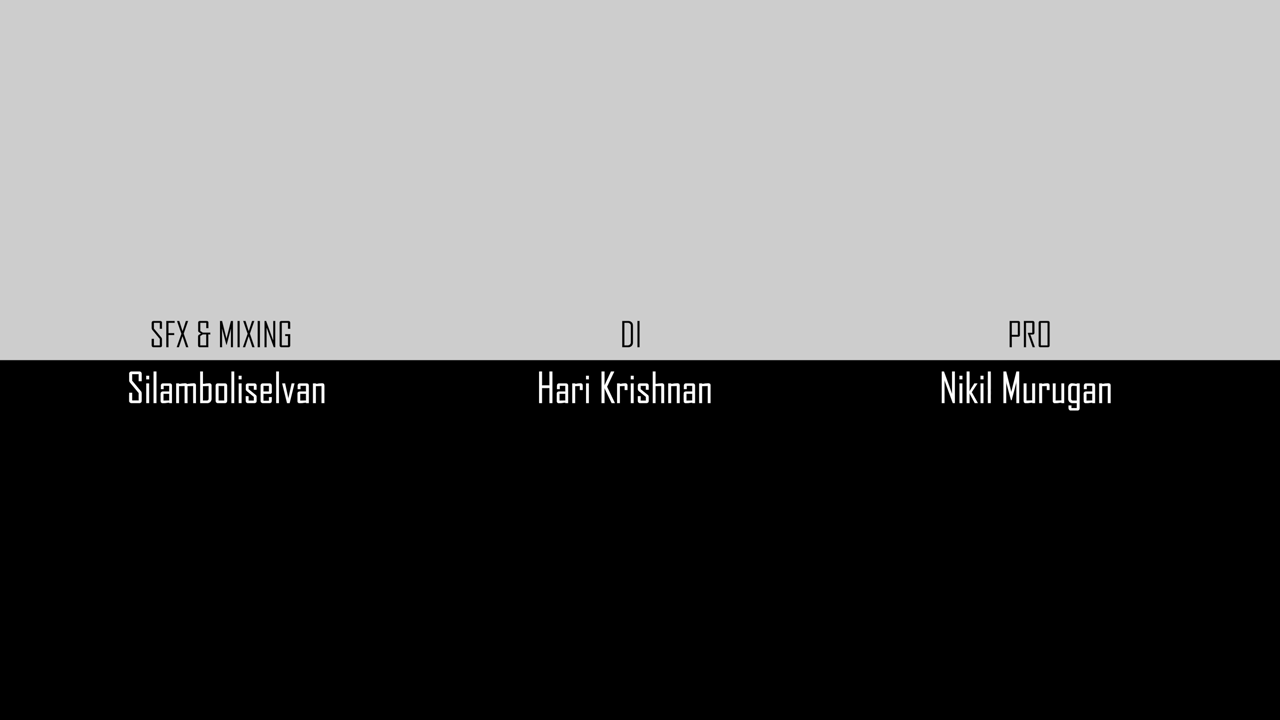 SFX & MIXING DI PRO
Silamboliselvan Hari Krishnan Nikil Murugan